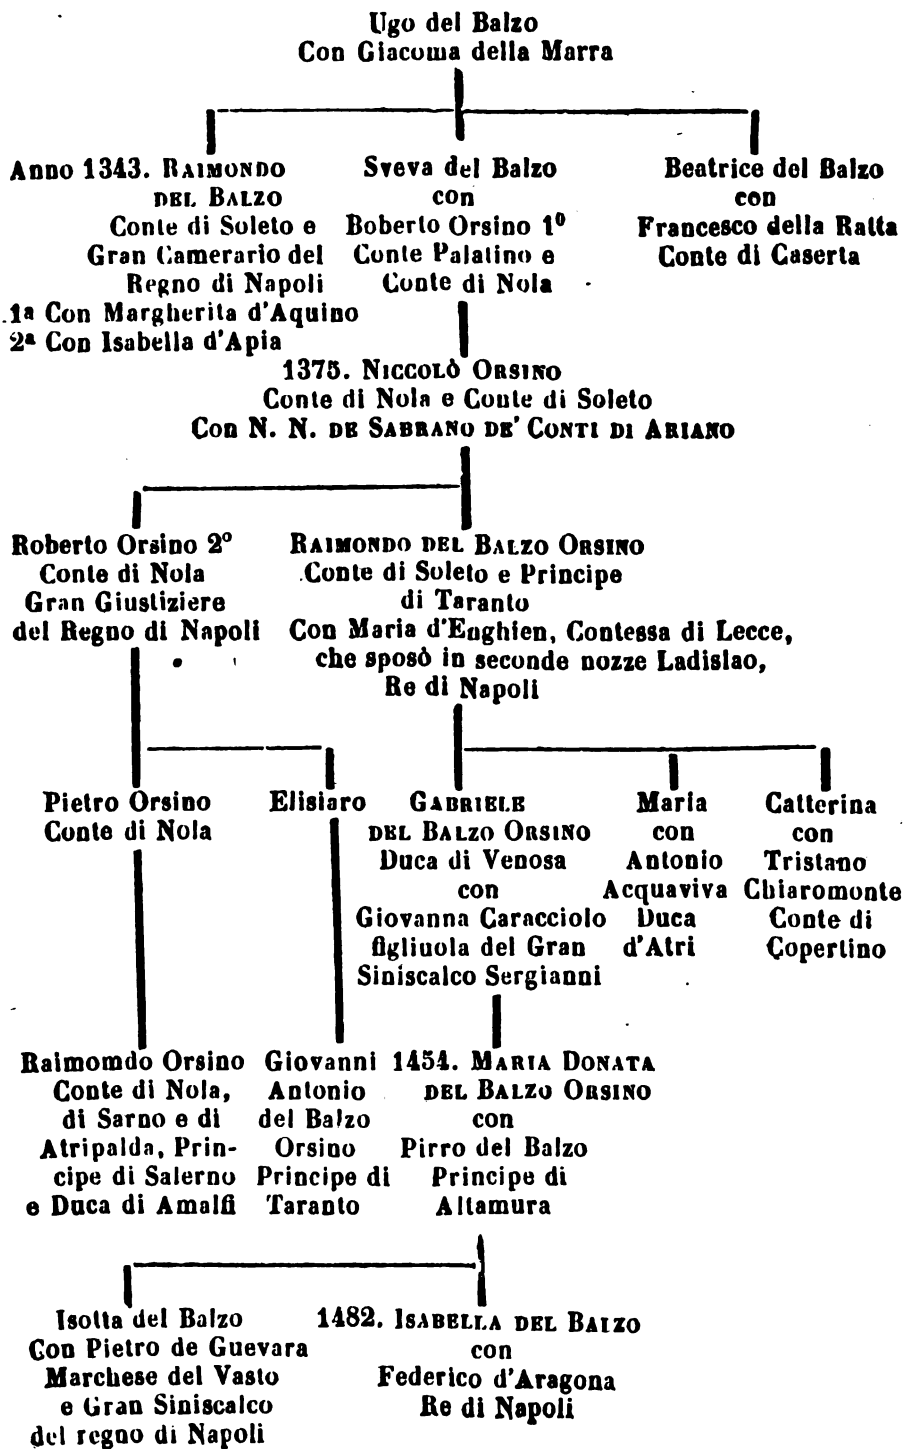 Ugo del Balzo
Con Giacoma della Marra
Anno 1343. RAIMONDO
DEL BALZO
Conte di Soleto e
Gran Camerario del
Regno di Napoli
1ª Con Margherita d'Aquino
2ª Con Isabella d'Apia
Sveva del Balzo
con
Boberto Orsino 1º
Conte Palatino e
Conte di Nola
Beatrice del Balzo
con
Francesco della Ratta
Conte di Caserta
1375. NICCOLÒ ORSINO
Conte di Nola e Conte di Soleto
CON N. N. DE SABRANO DE' CONTI DI ARIANO
Roberto Orsino 2º
Conte di Nola
Gran Giustiziere
del Regno di Napoli
RAIMONDO DEL BALZO ORSINO
Conte di Soleto e Principe
di Taranto
Con Maria d'Enghien, Contessa di Lecce,
che sposò in seconde nozze Ladislao,
Re di Napoli
Pietro Orsino
Conte di Nola
Elisiaro
GABRIELE
DEL BALZO ORSINO
Duca di Venosa
con
Giovanna Caracciolo
figliuola del Gran
Siniscalco Sergianni
Maria
con
Antonio
Acquaviva
Duca
d'Atri
Catterina
con
Tristano
Chiaromonte
Conte di
Copertino
Raimomdo Orsino
Conte di Nola,
di Sarno e di
Atripalda, Prin-
cipe di Salerno
e Duca di Amalfi
Giovanni
Antonio
del Balzo
Orsino
Principe di
Taranto
1454. MARIA DONATA
DEL BALZO ORSINO
con
Pirro del Balzo
Principe di
Altamura
Isotta del Balzo
Con Pietro de Guevara
Marchese del Vasto
e Gran Siniscalco
del regno di Napoli
1482. ISABELLA DEL BALZO
con
Federico d'Aragona
Re di Napoli